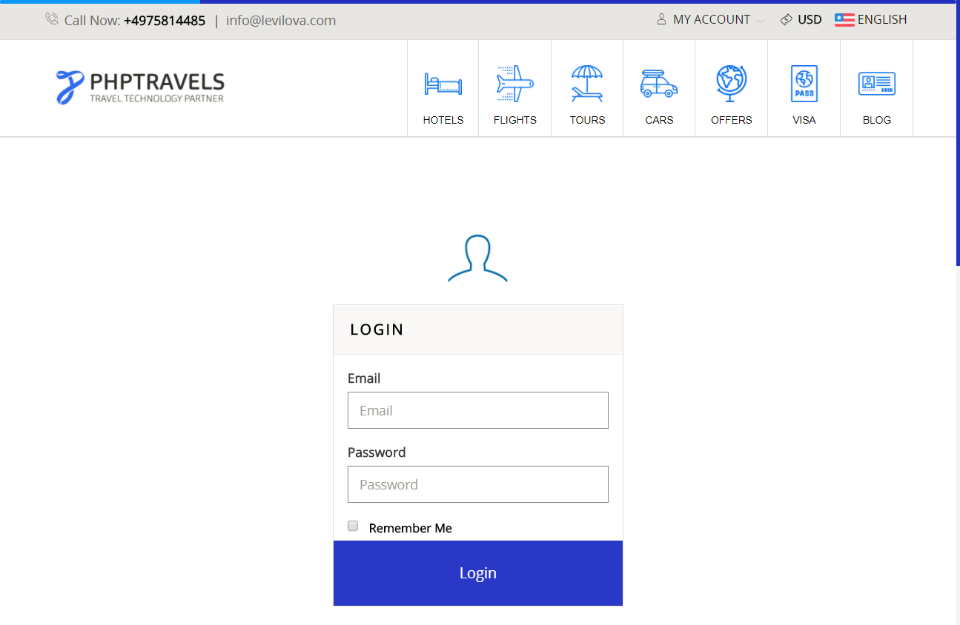 Call Now: +4975814485 | info@levilova.com
MY ACCOUNT USD ENGLISH
PHPTRAVELS
TRAVEL TECHNOLOGY PARTNER
PASS
HOTELS FLIGHTS TOURS CARS OFFERS VISA BLOG
LOGIN
Email
Email
Password
Password
Remember Me
Login